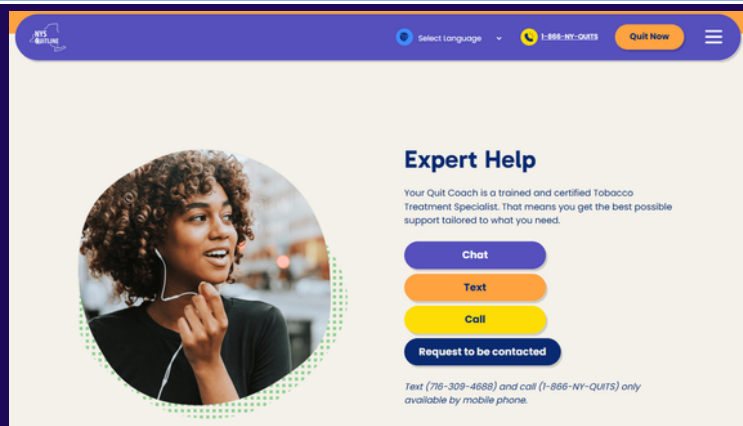 NYS
QUITLINE
Select Language
1-866-NY-QUITS
Quit Now
Expert Help
Your Quit Coach is a trained and certified Tobacco
Treatment Specialist. That means you get the best possible
support tailored to what you need.
Chat
Text
Call
Request to be contacted
Text (716-309-4688) and call (1-866-NY-QUITS) only
available by mobile phone.